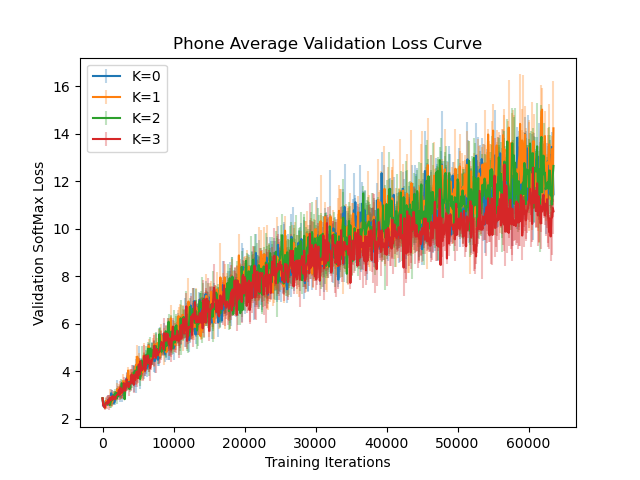 Phone Average Validation Loss Curve
K=0
K=1
K=2
K=3
Validation SoftMax Loss
16
14
12
10
8
6
4
2
0 10000 20000 30000 40000 50000 60000
Training Iterations